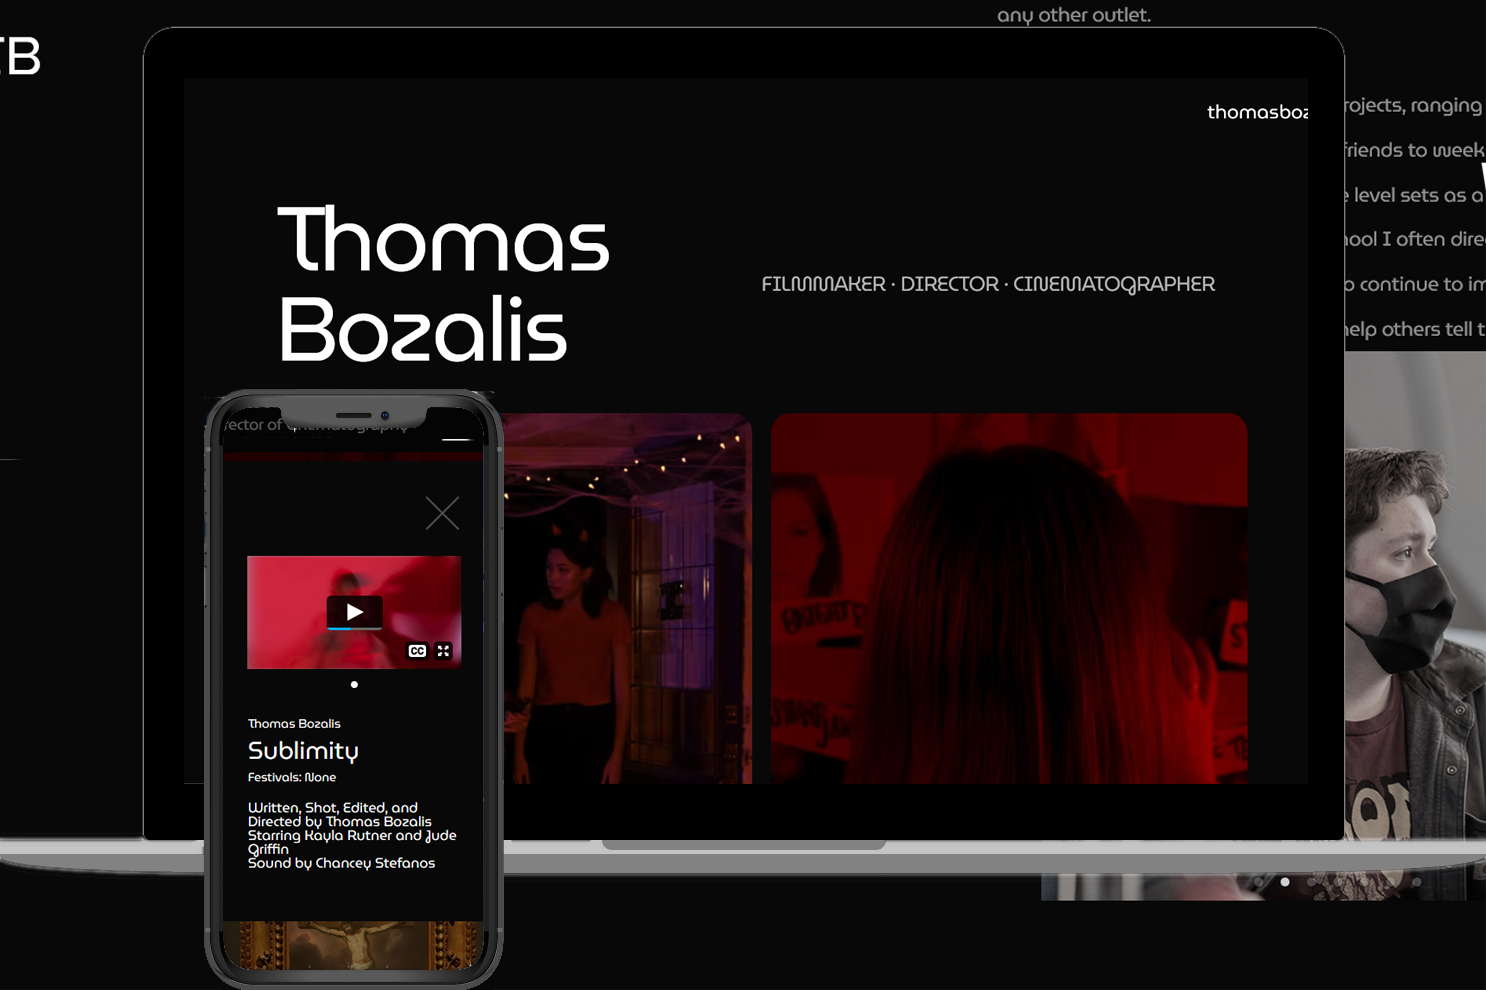 any other outlet.
TB
thomasboz
rojects, ranging
friends to week
level sets as a
ool I often dire
o continue to im
help others tell t
Thomas
Bozalis
FILMMAKER · DIRECTOR · CINEMATOGRAPHER
rector of cinematography
CC
Thomas Bozalis
Sublimity
Festivals: None
Written, Shot, Edited, and
Directed by Thomas Bozalis
Starring Kayla Rutner and Jude
Griffin
Sound by Chancey Stefanos